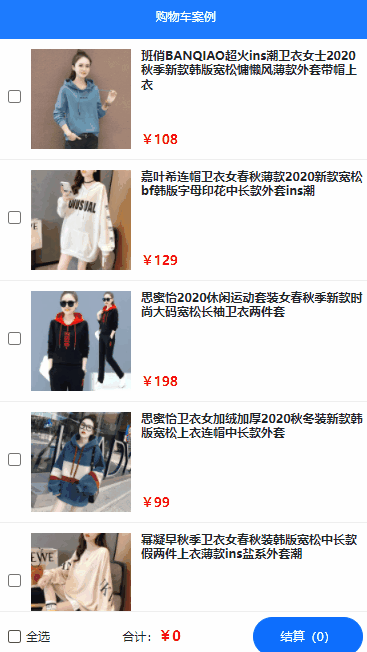 购物车案例
班俏BANQIAO超火ins潮卫衣女士2020
秋季新款韩版宽松慵懒风薄款外套带帽上
衣
￥108
嘉叶希连帽卫衣女春秋薄款2020新款宽松
bf韩版字母印花中长款外套ins潮
￥129
UNUSUAL
思蜜怡2020休闲运动套装女春秋季新款时
尚大码宽松长袖卫衣两件套
￥198
思蜜怡卫衣女加绒加厚2020秋冬装新款韩
版宽松上衣连帽中长款外套
￥99
幂凝早秋季卫衣女春秋装韩版宽松中长款
假两件上衣薄款ins盐系外套潮
全选
合计：￥0
结算（0）